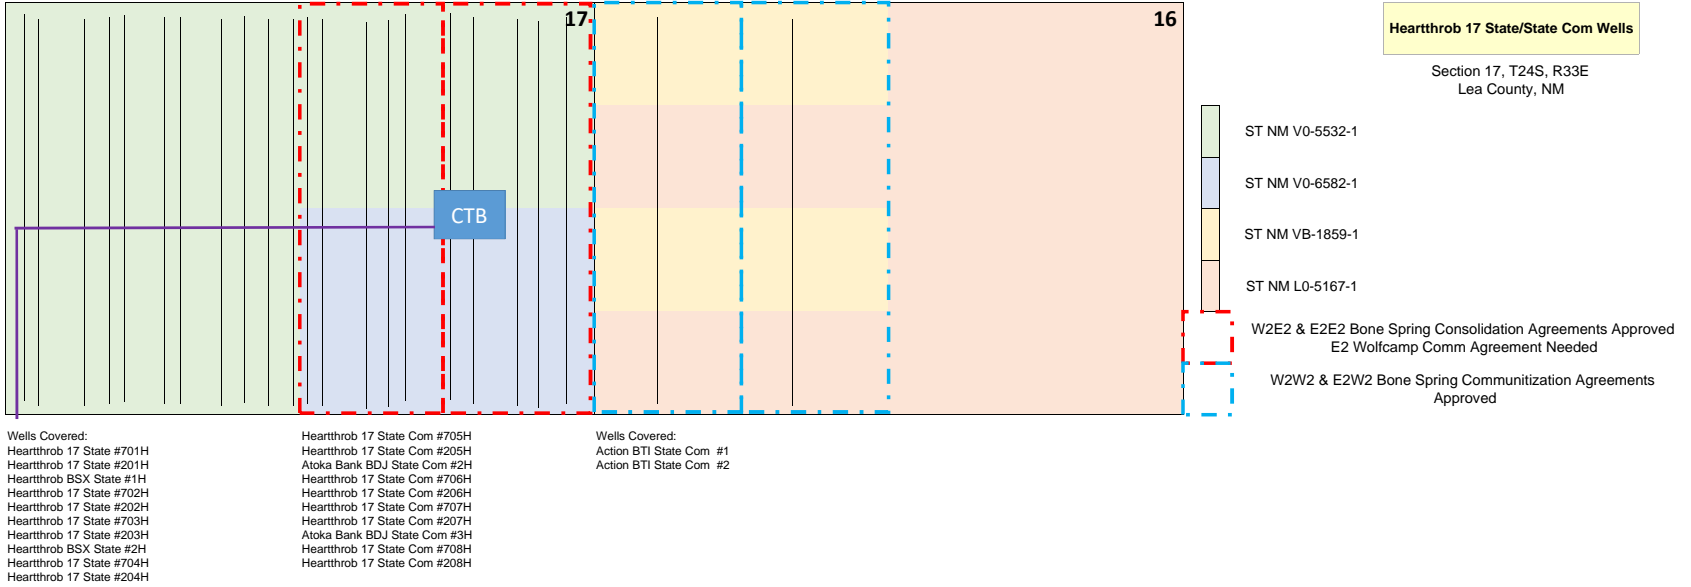 17
16
Heartthrob 17 State/State Com Wells
Section 17, T24S, R33E
Lea County, NM
ST NM V0-5532-1
ST NM V0-6582-1
ST NM VB-1859-1
ST NM L0-5167-1
W2E2 & E2E2 Bone Spring Consolidation Agreements Approved
E2 Wolfcamp Comm Agreement Needed
W2W2 & E2W2 Bone Spring Communitization Agreements
Approved
CTB
Wells Covered:
Heartthrob 17 State #701H
Heartthrob 17 State #201H
Heartthrob BSX State #1H
Heartthrob 17 State #702H
Heartthrob 17 State #202H
Heartthrob 17 State #703H
Heartthrob 17 State #203H
Heartthrob BSX State #2H
Heartthrob 17 State #704H
Heartthrob 17 State #204H
Heartthrob 17 State Com #705H
Heartthrob 17 State Com #205H
Atoka Bank BDJ State Com #2H
Heartthrob 17 State Com #706H
Heartthrob 17 State Com #206H
Heartthrob 17 State Com #707H
Heartthrob 17 State Com #207H
Atoka Bank BDJ State Com #3H
Heartthrob 17 State Com #708H
Heartthrob 17 State Com #208H
Wells Covered:
Action BTI State Com #1
Action BTI State Com #2